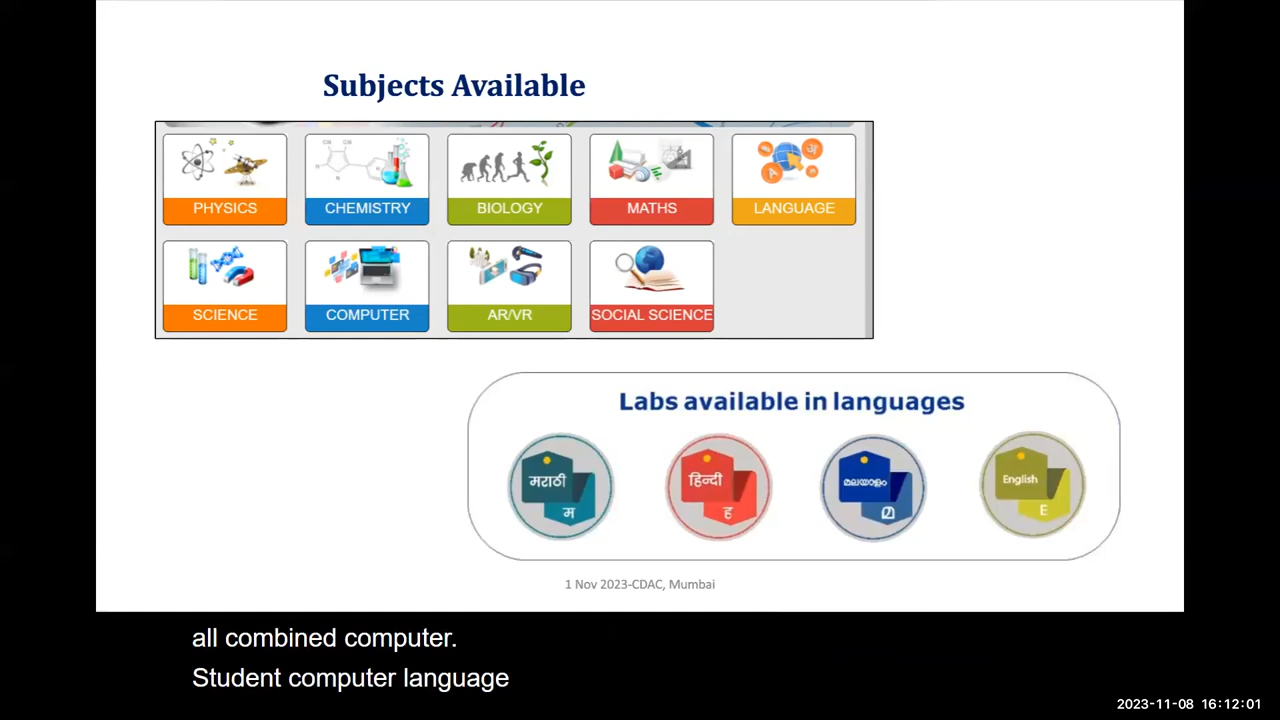 Subjects Available
PHYSICS
CHEMISTRY
BIOLOGY
MATHS
LANGUAGE
SCIENCE
COMPUTER
AR/VR
SOCIAL SCIENCE
Labs available in languages
मराठी
म
हिन्दी
ह
മലയാളം
മ
English
E
1 Nov 2023-CDAC, Mumbai
all combined computer.
Student computer language
2023-11-08 16:12:01